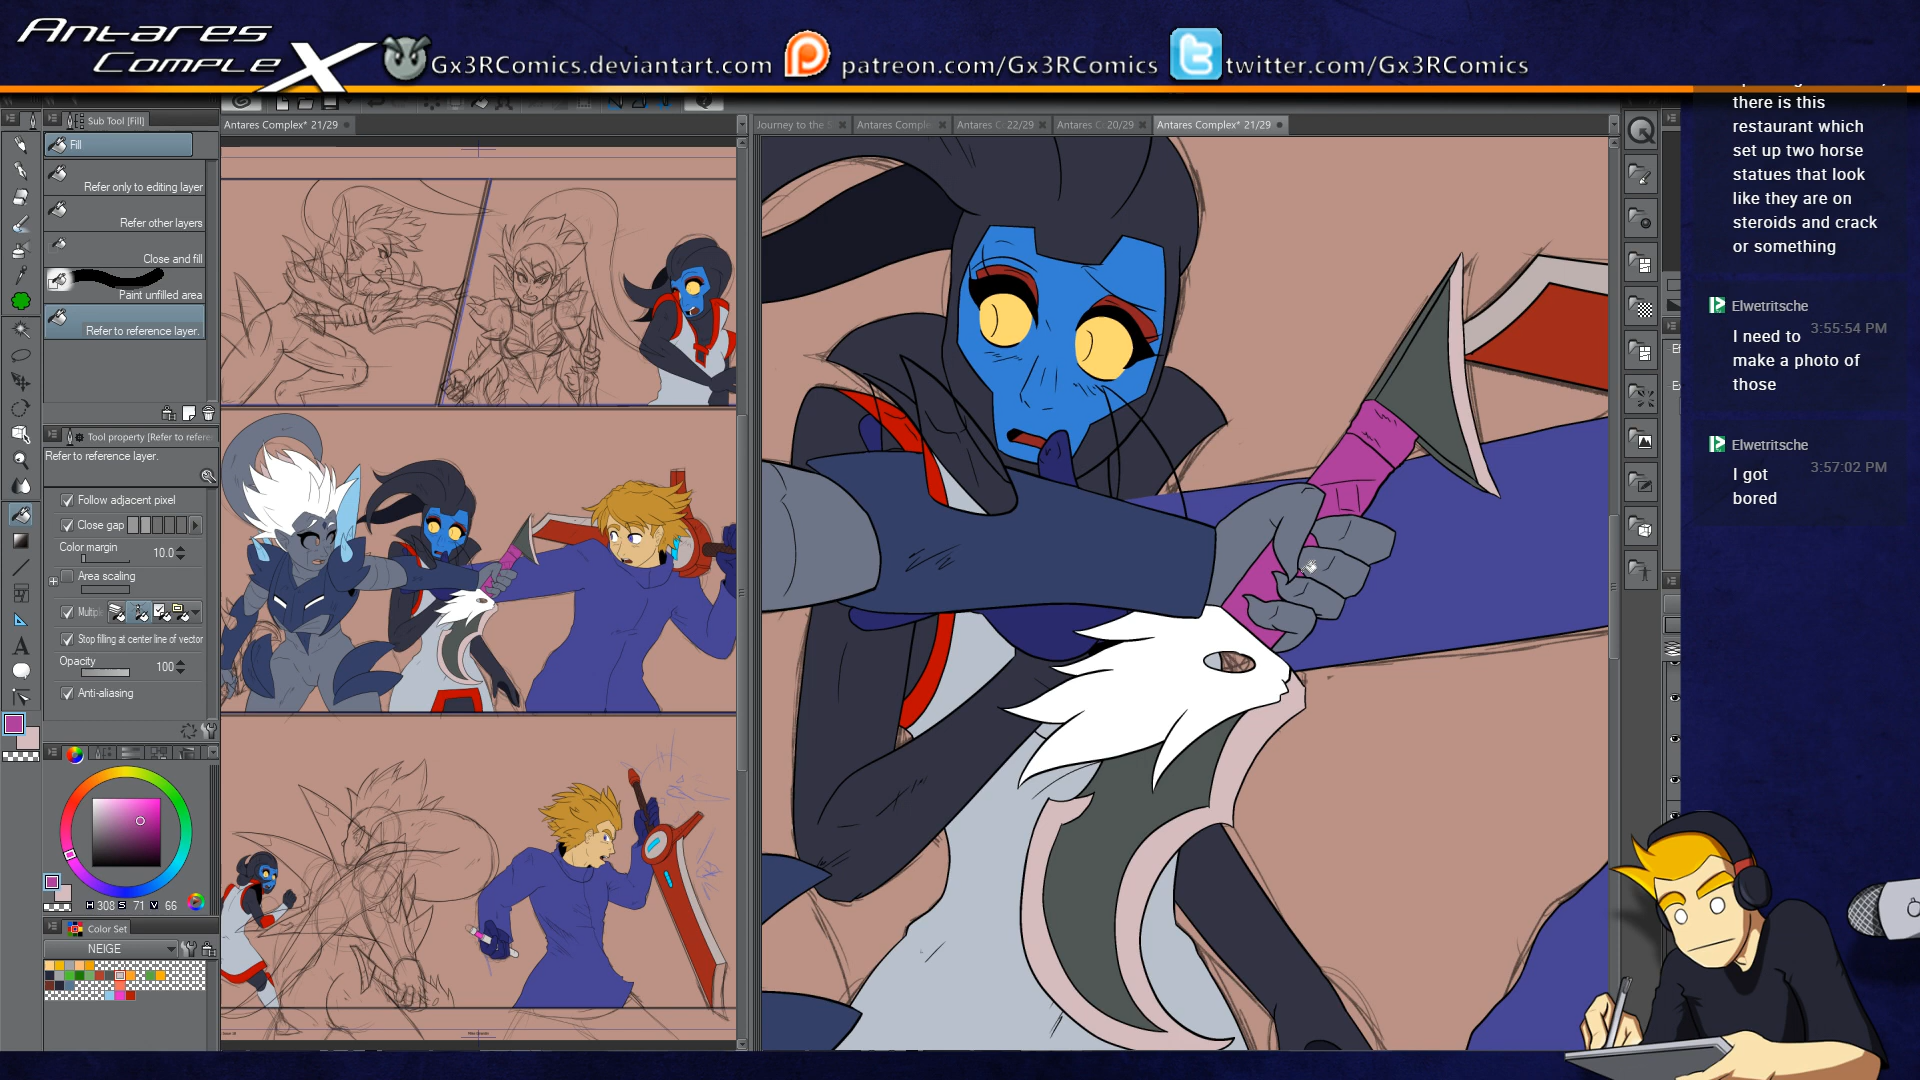 Antares
Complex
Gx3RComics.deviantart.com
patreon.com/Gx3RComics
twitter.com/Gx3RComics
Sub Tool [Fill]
Fill
Refer only to editing layer
Refer other layers
Close and fill
Paint unfilled area
Refer to reference layer.
Tool property [Refer to refere
Refer to reference layer.
Follow adjacent pixel
Close gap
Color margin
10.0
Area scaling
Multiple
Stop filling at center line of vector
Opacity
100
Anti-aliasing
H 308 S 71 V 66
Color Set
NEIGE
Antares Complex* 21/29
Journey to the
Antares Comple
Antares C 22/29
Antares C 20/29
Antares Complex* 21/29
there is this
restaurant which
set up two horse
statues that look
like they are on
steroids and crack
or something
Elwetritsche
3:55:54 PM
I need to
make a photo of
those
Elwetritsche
3:57:02 PM
I got
bored